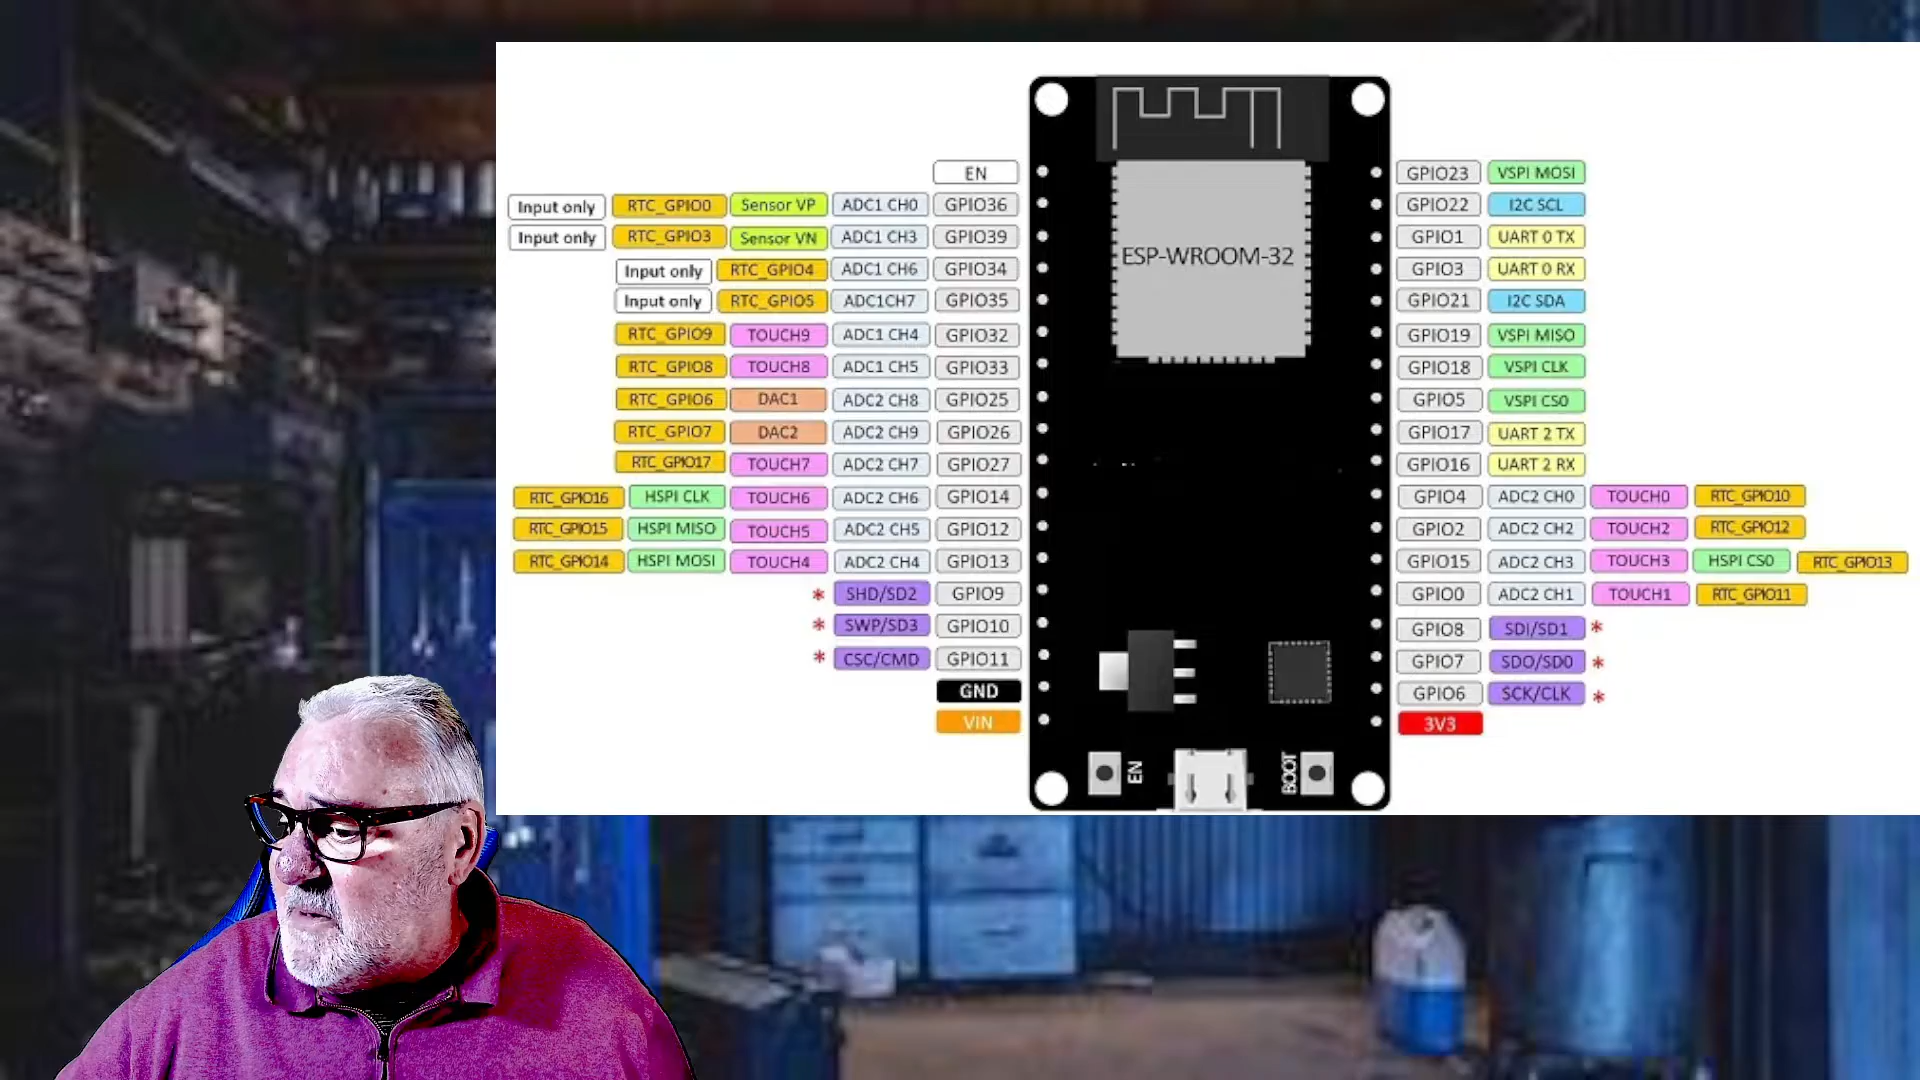 EN
Input only RTC_GPIO0 Sensor VP ADC1 CH0 GPIO36
Input only RTC_GPIO3 Sensor VN ADC1 CH3 GPIO39
Input only RTC_GPIO4 ADC1 CH6 GPIO34
Input only RTC_GPIO5 ADC1CH7 GPIO35
RTC_GPIO9 TOUCH9 ADC1 CH4 GPIO32
RTC_GPIO8 TOUCH8 ADC1 CH5 GPIO33
RTC_GPIO6 DAC1 ADC2 CH8 GPIO25
RTC_GPIO7 DAC2 ADC2 CH9 GPIO26
RTC_GPIO17 TOUCH7 ADC2 CH7 GPIO27
RTC_GPIO16 HSPI CLK TOUCH6 ADC2 CH6 GPIO14
RTC_GPIO15 HSPI MISO TOUCH5 ADC2 CH5 GPIO12
RTC_GPIO14 HSPI MOSI TOUCH4 ADC2 CH4 GPIO13
* SHD/SD2 GPIO9
* SWP/SD3 GPIO10
* CSC/CMD GPIO11
GND
VIN
ESP-WROOM-32
EN
BOOT
GPIO23 VSPI MOSI
GPIO22 I2C SCL
GPIO1 UART 0 TX
GPIO3 UART 0 RX
GPIO21 I2C SDA
GPIO19 VSPI MISO
GPIO18 VSPI CLK
GPIO5 VSPI CS0
GPIO17 UART 2 TX
GPIO16 UART 2 RX
GPIO4 ADC2 CH0 TOUCH0 RTC_GPIO10
GPIO2 ADC2 CH2 TOUCH2 RTC_GPIO12
GPIO15 ADC2 CH3 TOUCH3 HSPI CS0 RTC_GPIO13
GPIO0 ADC2 CH1 TOUCH1 RTC_GPIO11
GPIO8 SDI/SD1 *
GPIO7 SDO/SD0 *
GPIO6 SCK/CLK *
3V3